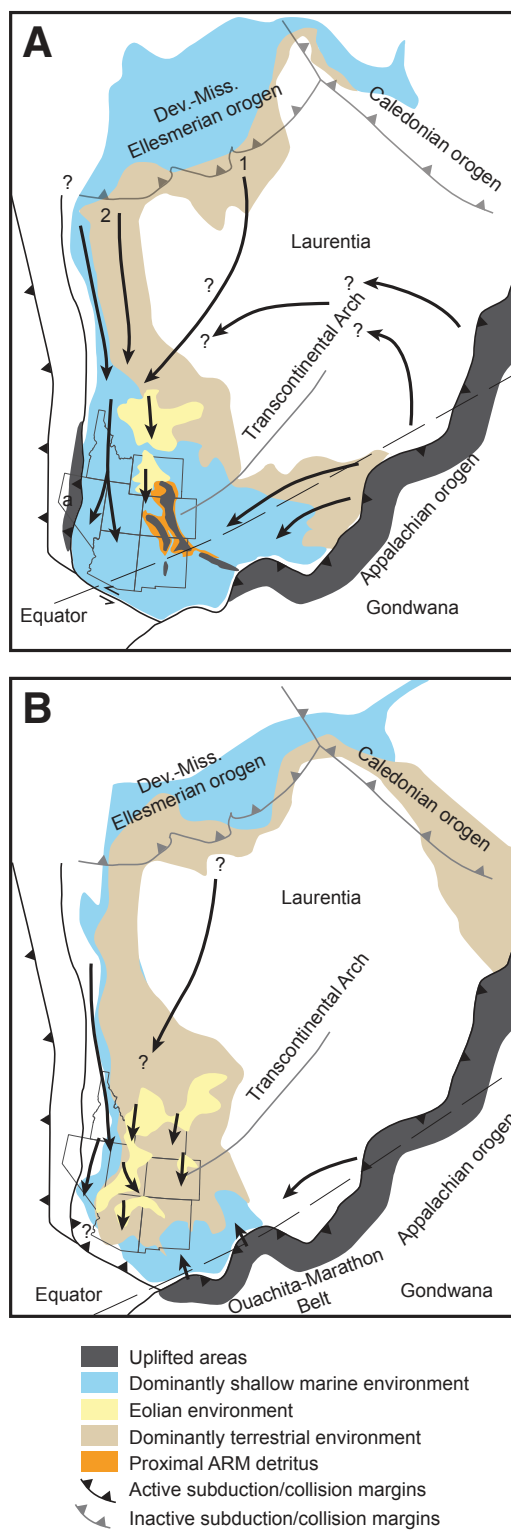 A
Dev.-Miss.
Ellesmerian orogen
Caledonian orogen
?
1
2
Laurentia
?
?
?
?
Transcontinental Arch
a
Appalachian orogen
Equator
Gondwana
B
Dev.-Miss.
Ellesmerian orogen
Caledonian orogen
?
Laurentia
Transcontinental Arch
?
Appalachian orogen
?
Equator
Ouachita-Marathon
Belt
Gondwana
Uplifted areas
Dominantly shallow marine environment
Eolian environment
Dominantly terrestrial environment
Proximal ARM detritus
Active subduction/collision margins
Inactive subduction/collision margins